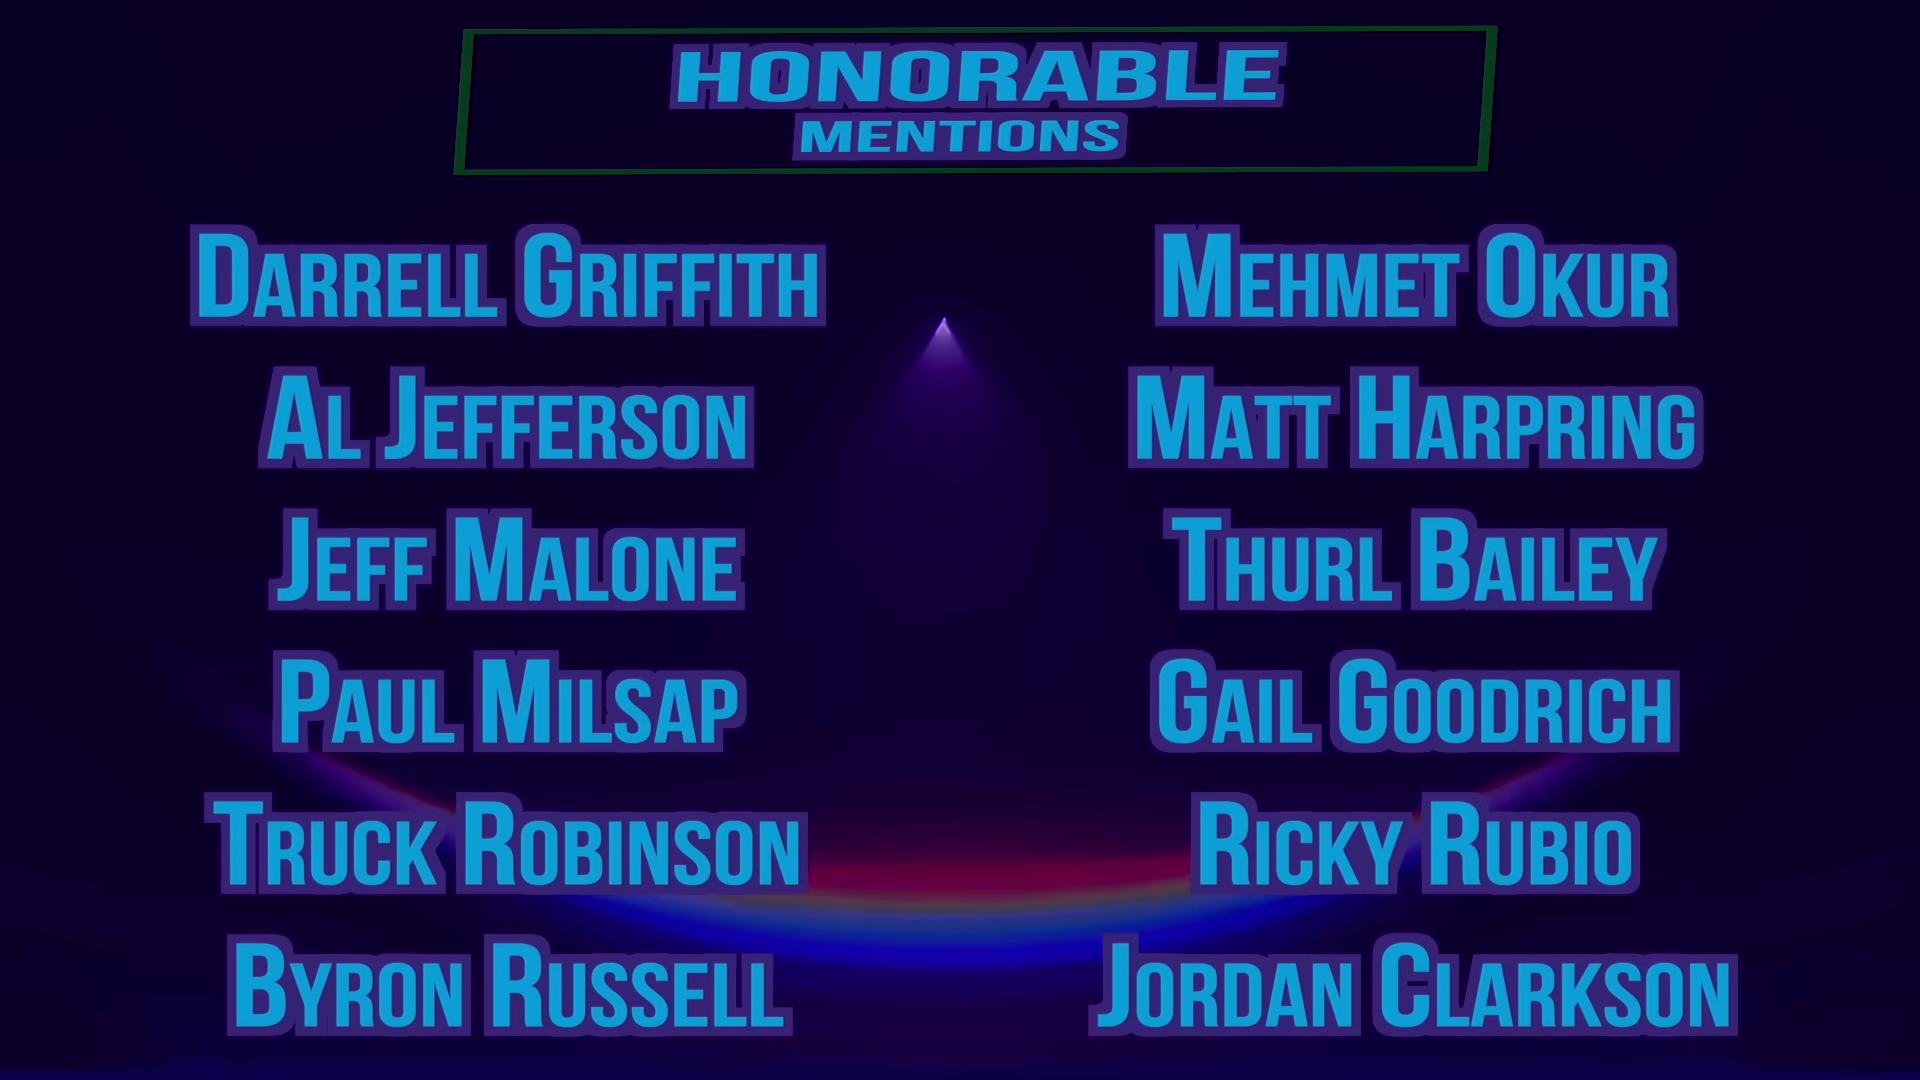 HONORABLE
MENTIONS
DARRELL GRIFFITH
AL JEFFERSON
JEFF MALONE
PAUL MILSAP
TRUCK ROBINSON
BYRON RUSSELL
MEHMET OKUR
MATT HARPRING
THURL BAILEY
GAIL GOODRICH
RICKY RUBIO
JORDAN CLARKSON